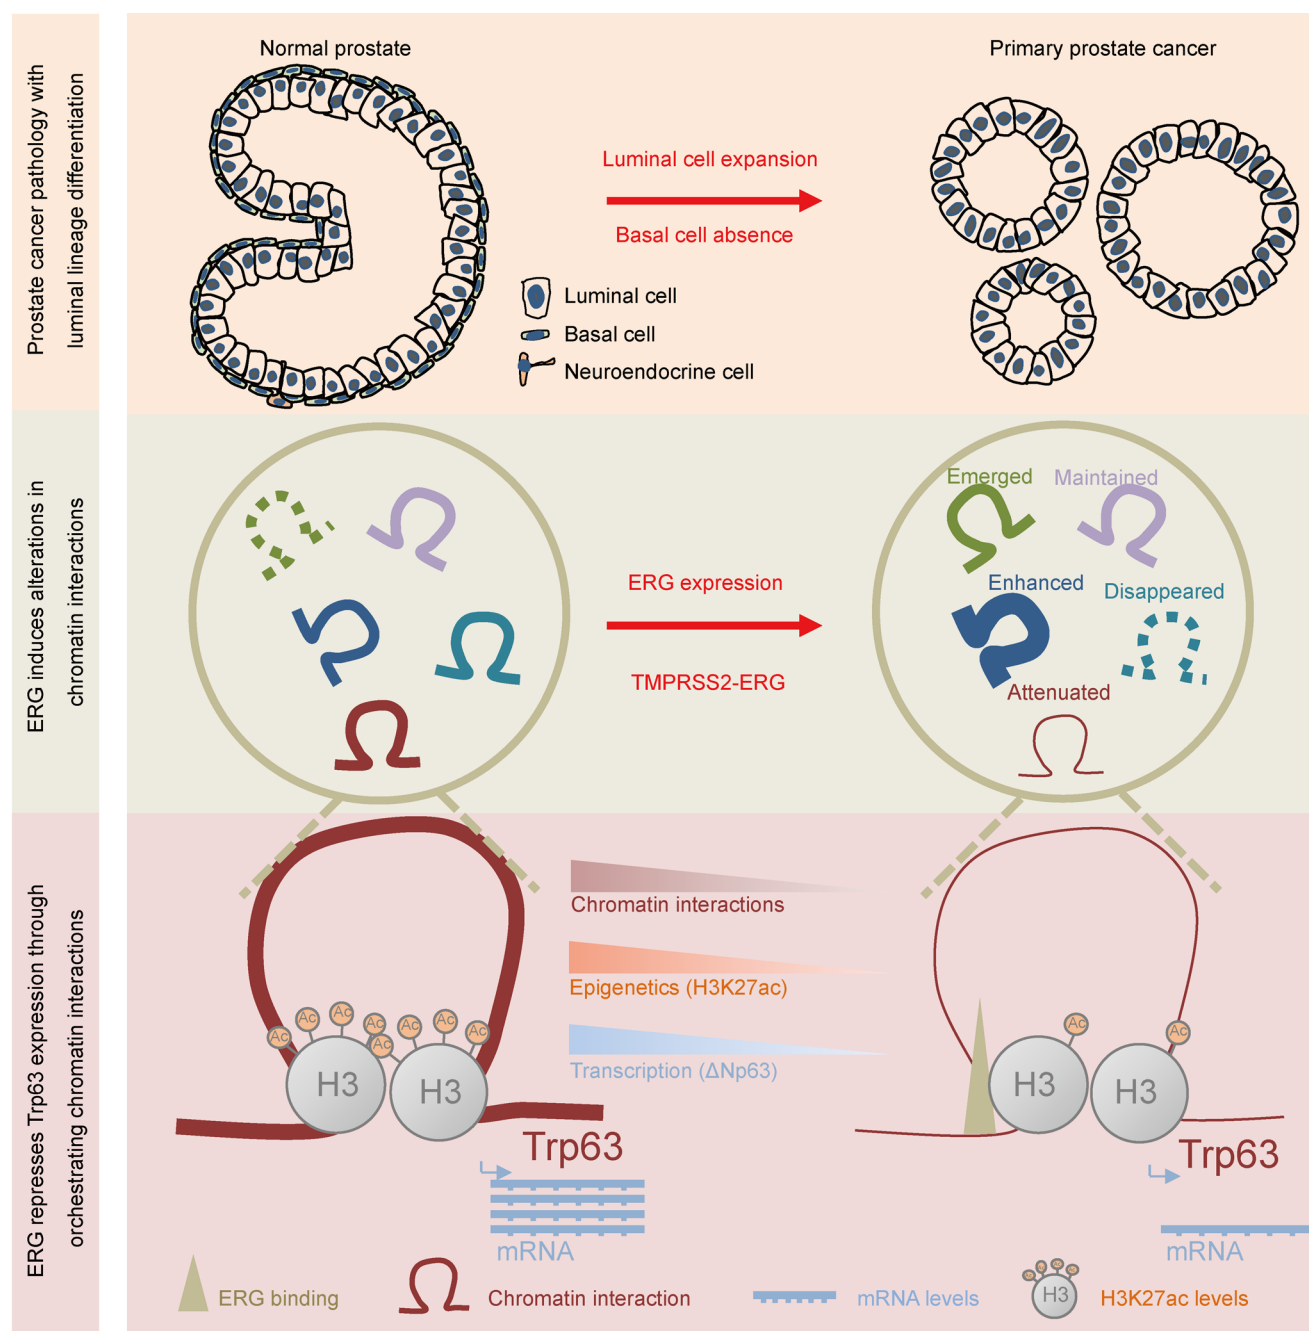 Prostate cancer pathology with
luminal lineage differentiation
Normal prostate
Primary prostate cancer
Luminal cell expansion
Basal cell absence
Luminal cell
Basal cell
Neuroendocrine cell
ERG induces alterations in
chromatin interactions
ERG expression
TMPRSS2-ERG
Emerged
Maintained
Enhanced
Disappeared
Attenuated
ERG represses Trp63 expression through
orchestrating chromatin interactions
Chromatin interactions
Epigenetics (H3K27ac)
Transcription (ΔNp63)
Ac
Ac
Ac
Ac
Ac
Ac
Ac
Ac
H3
H3
Trp63
mRNA
Ac
Ac
H3
H3
Trp63
mRNA
ERG binding
Chromatin interaction
mRNA levels
Ac
Ac
Ac
Ac
H3
H3K27ac levels